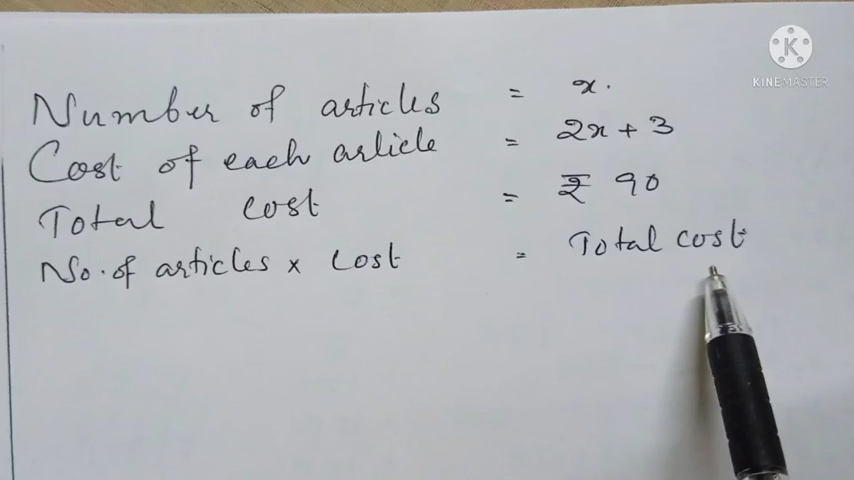 KINEMASTER
Number of articles = x.
Cost of each article = 2x + 3
Total cost = ₹ 90
No. of articles x cost = Total cost